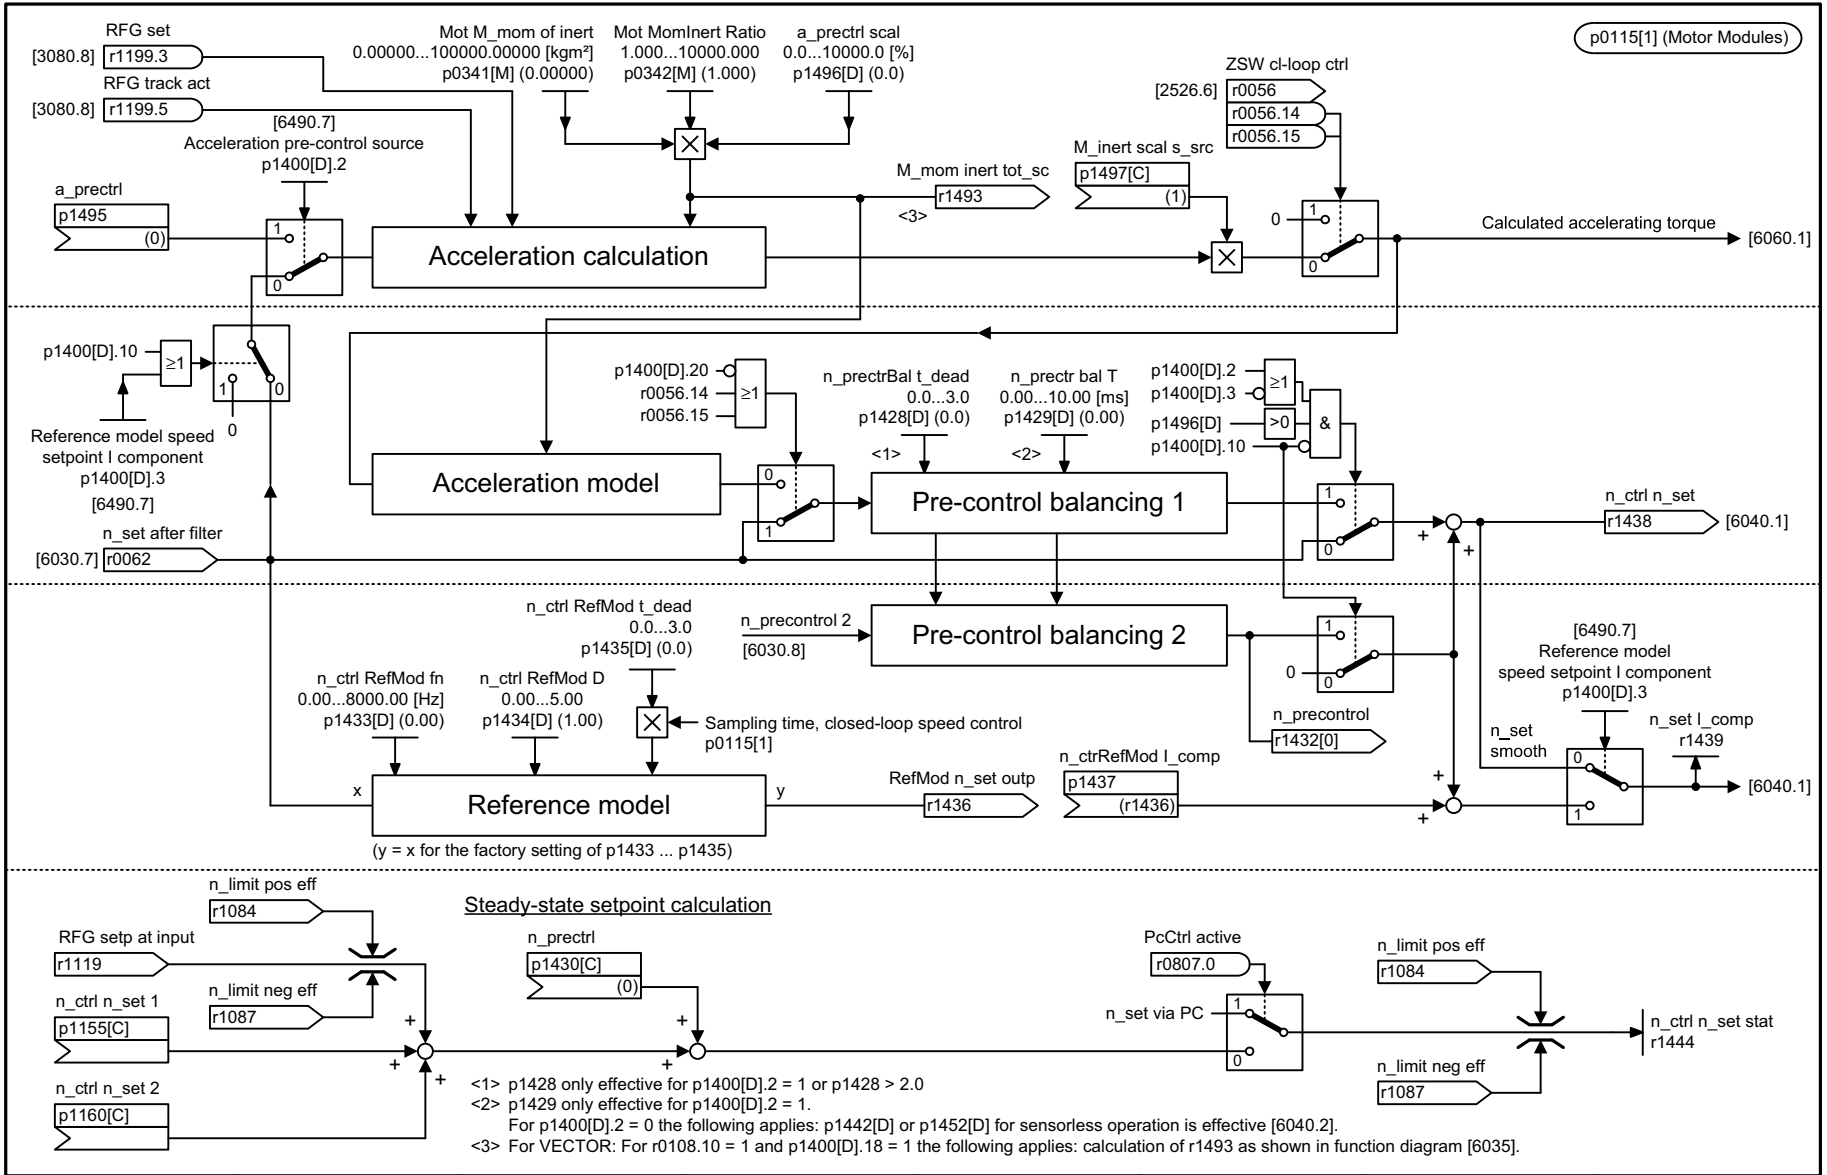 RFG set
[3080.8] r1199.3
RFG track act
[3080.8] r1199.5
Mot M_mom of inert
0.00000...100000.00000 [kgm²]
p0341[M] (0.00000)
Mot MomInert Ratio
1.000...10000.000
p0342[M] (1.000)
a_prectrl scal
0.0...10000.0 [%]
p1496[D] (0.0)
p0115[1] (Motor Modules)
ZSW cl-loop ctrl
[2526.6] r0056
r0056.14
r0056.15
[6490.7]
Acceleration pre-control source
p1400[D].2
a_prectrl
p1495
(0)
1
0
×
M_mom inert tot_sc
r1493
<3>
M_inert scal s_src
p1497[C]
(1)
Acceleration calculation
×
0
1
0
Calculated accelerating torque
[6060.1]
p1400[D].10
≥1
1
0
0
Reference model speed
setpoint I component
p1400[D].3
[6490.7]
p1400[D].20
r0056.14
r0056.15
≥1
n_prectrBal t_dead
0.0...3.0
p1428[D] (0.0)
<1>
n_prectr bal T
0.00...10.00 [ms]
p1429[D] (0.00)
<2>
p1400[D].2
p1400[D].3
≥1
p1496[D]
>0
p1400[D].10
&
Acceleration model
0
1
Pre-control balancing 1
1
0
+
+
n_ctrl n_set
r1438
[6040.1]
n_set after filter
[6030.7] r0062
n_precontrol 2
[6030.8]
Pre-control balancing 2
1
0
0
n_precontrol
r1432[0]
n_ctrl RefMod t_dead
0.0...3.0
p1435[D] (0.0)
n_ctrl RefMod fn
0.00...8000.00 [Hz]
p1433[D] (0.00)
n_ctrl RefMod D
0.00...5.00
p1434[D] (1.00)
×
Sampling time, closed-loop speed control
p0115[1]
[6490.7]
Reference model
speed setpoint I component
p1400[D].3
n_set
smooth
n_set I_comp
r1439
x
Reference model
y
(y = x for the factory setting of p1433 ... p1435)
RefMod n_set outp
r1436
n_ctrRefMod I_comp
p1437
(r1436)
+
+
0
1
[6040.1]
Steady-state setpoint calculation
n_limit pos eff
r1084
RFG setp at input
r1119
n_limit neg eff
r1087
n_ctrl n_set 1
p1155[C]
n_ctrl n_set 2
p1160[C]
+
+
+
n_prectrl
p1430[C]
(0)
+
+
PcCtrl active
r0807.0
n_set via PC
1
0
n_limit pos eff
r1084
n_limit neg eff
r1087
n_ctrl n_set stat
r1444
<1> p1428 only effective for p1400[D].2 = 1 or p1428 > 2.0
<2> p1429 only effective for p1400[D].2 = 1.
For p1400[D].2 = 0 the following applies: p1442[D] or p1452[D] for sensorless operation is effective [6040.2].
<3> For VECTOR: For r0108.10 = 1 and p1400[D].18 = 1 the following applies: calculation of r1493 as shown in function diagram [6035].